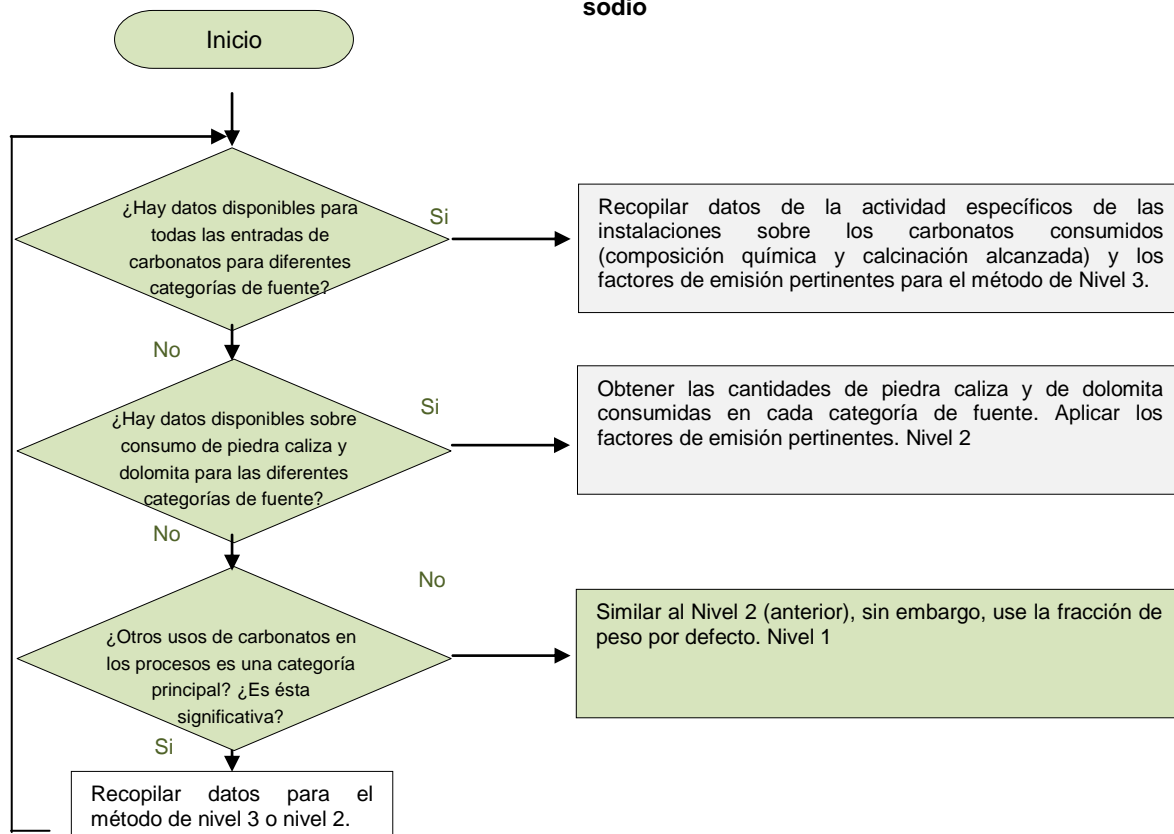 sodio
Inicio
¿Hay datos disponibles para
todas las entradas de
carbonatos para diferentes
categorías de fuente?
Si
Recopilar datos de la actividad específicos de las
instalaciones sobre los carbonatos consumidos
(composición química y calcinación alcanzada) y los
factores de emisión pertinentes para el método de Nivel 3.
No
¿Hay datos disponibles sobre
consumo de piedra caliza y
dolomita para las diferentes
categorías de fuente?
Si
Obtener las cantidades de piedra caliza y de dolomita
consumidas en cada categoría de fuente. Aplicar los
factores de emisión pertinentes. Nivel 2
No
¿Otros usos de carbonatos en
los procesos es una categoría
principal? ¿Es ésta
significativa?
No
Similar al Nivel 2 (anterior), sin embargo, use la fracción de
peso por defecto. Nivel 1
Si
Recopilar datos para el
método de nivel 3 o nivel 2.